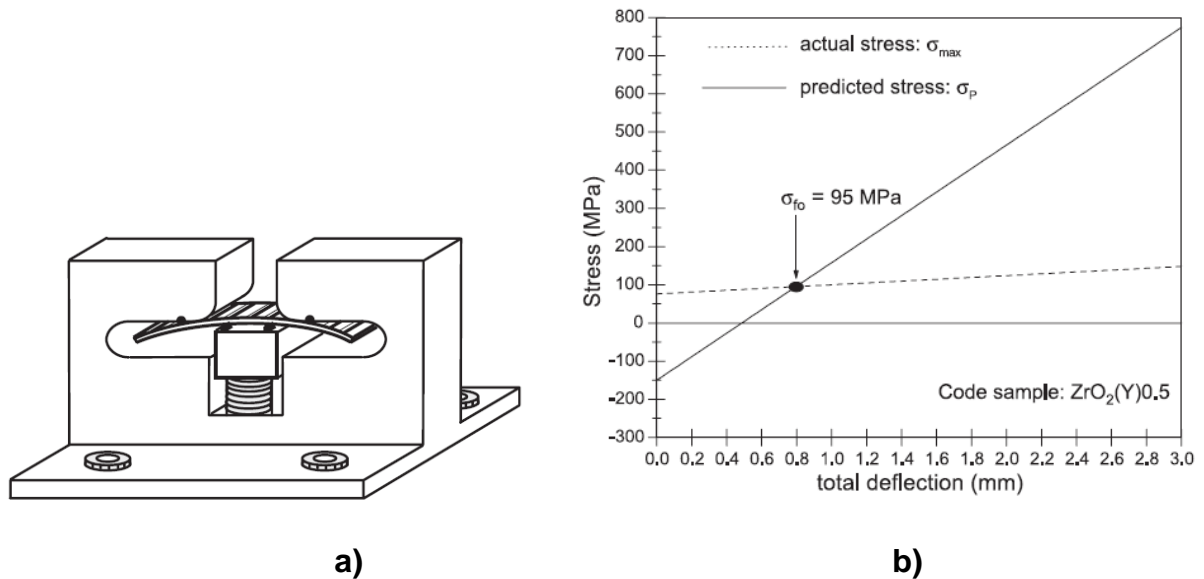 800
700
600
500
400
300
200
100
0
-100
-200
-300
Stress (MPa)
actual stress: σmax
predicted stress: σP
σfo = 95 MPa
Code sample: ZrO2(Y)0.5
0.0 0.2 0.4 0.6 0.8 1.0 1.2 1.4 1.6 1.8 2.0 2.2 2.4 2.6 2.8 3.0
total deflection (mm)
a)
b)